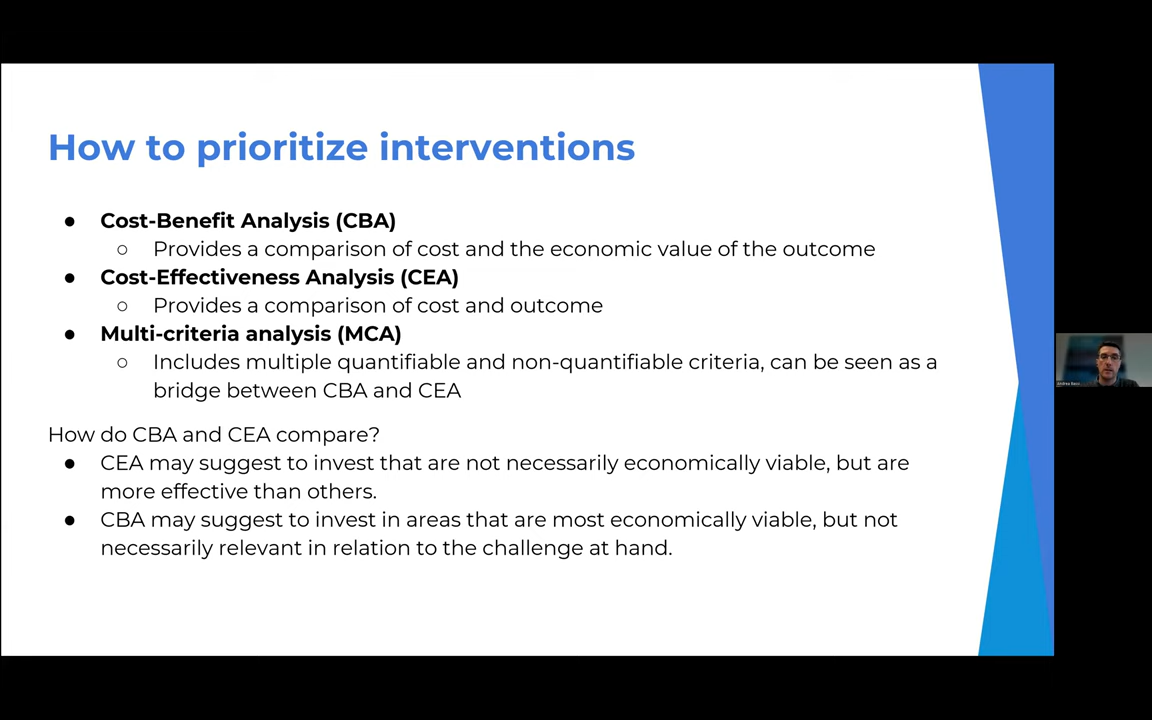 How to prioritize interventions
● Cost-Benefit Analysis (CBA)
○ Provides a comparison of cost and the economic value of the outcome
● Cost-Effectiveness Analysis (CEA)
○ Provides a comparison of cost and outcome
● Multi-criteria analysis (MCA)
○ Includes multiple quantifiable and non-quantifiable criteria, can be seen as a
bridge between CBA and CEA
How do CBA and CEA compare?
● CEA may suggest to invest that are not necessarily economically viable, but are
more effective than others.
● CBA may suggest to invest in areas that are most economically viable, but not
necessarily relevant in relation to the challenge at hand.